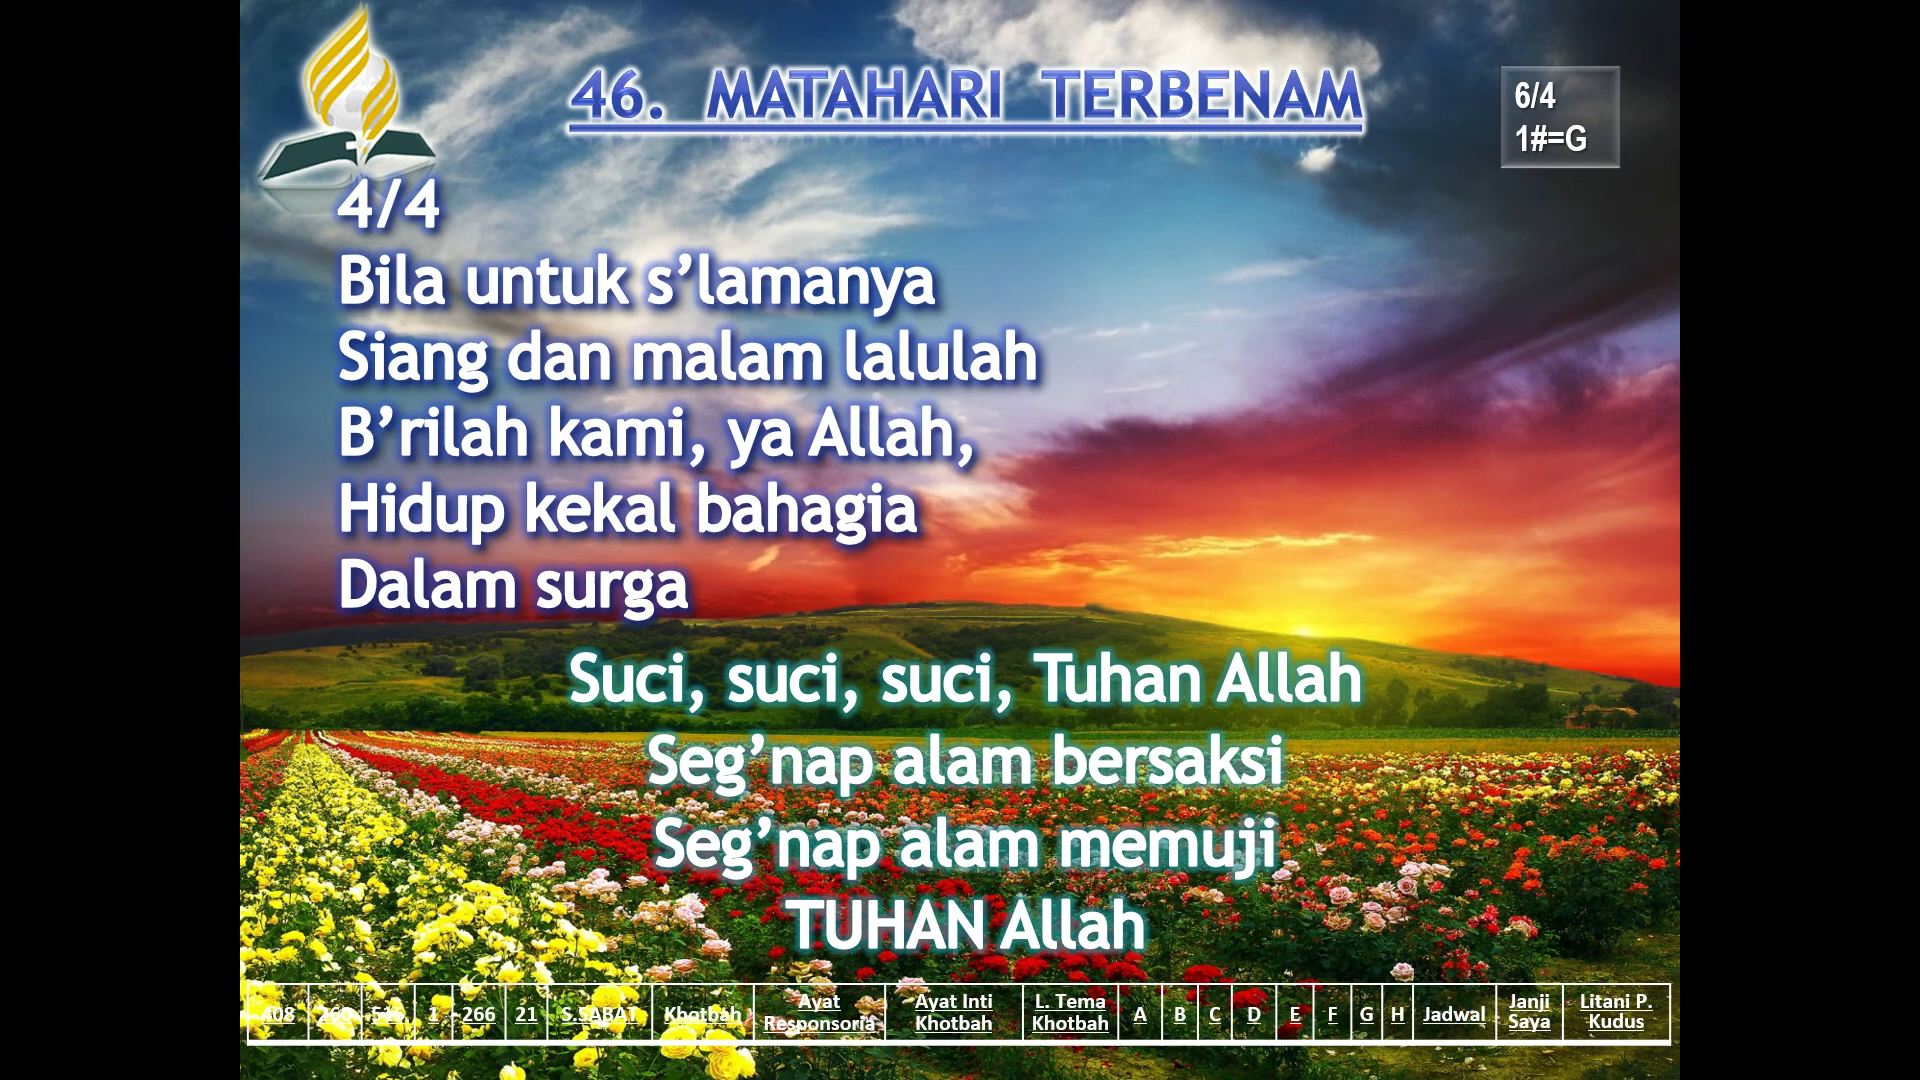 46. MATAHARI TERBENAM
6/4
1#=G
4/4
Bila untuk s’lamanya
Siang dan malam lalulah
B’rilah kami, ya Allah,
Hidup kekal bahagia
Dalam surga
Suci, suci, suci, Tuhan Allah
Seg’nap alam bersaksi
Seg’nap alam memuji
TUHAN Allah
408 260 516 1 266 21 S.SABAT Khotbah Ayat Responsoria Ayat Inti Khotbah L. Tema Khotbah A B C D E F G H Jadwal Janji Saya Litani P. Kudus